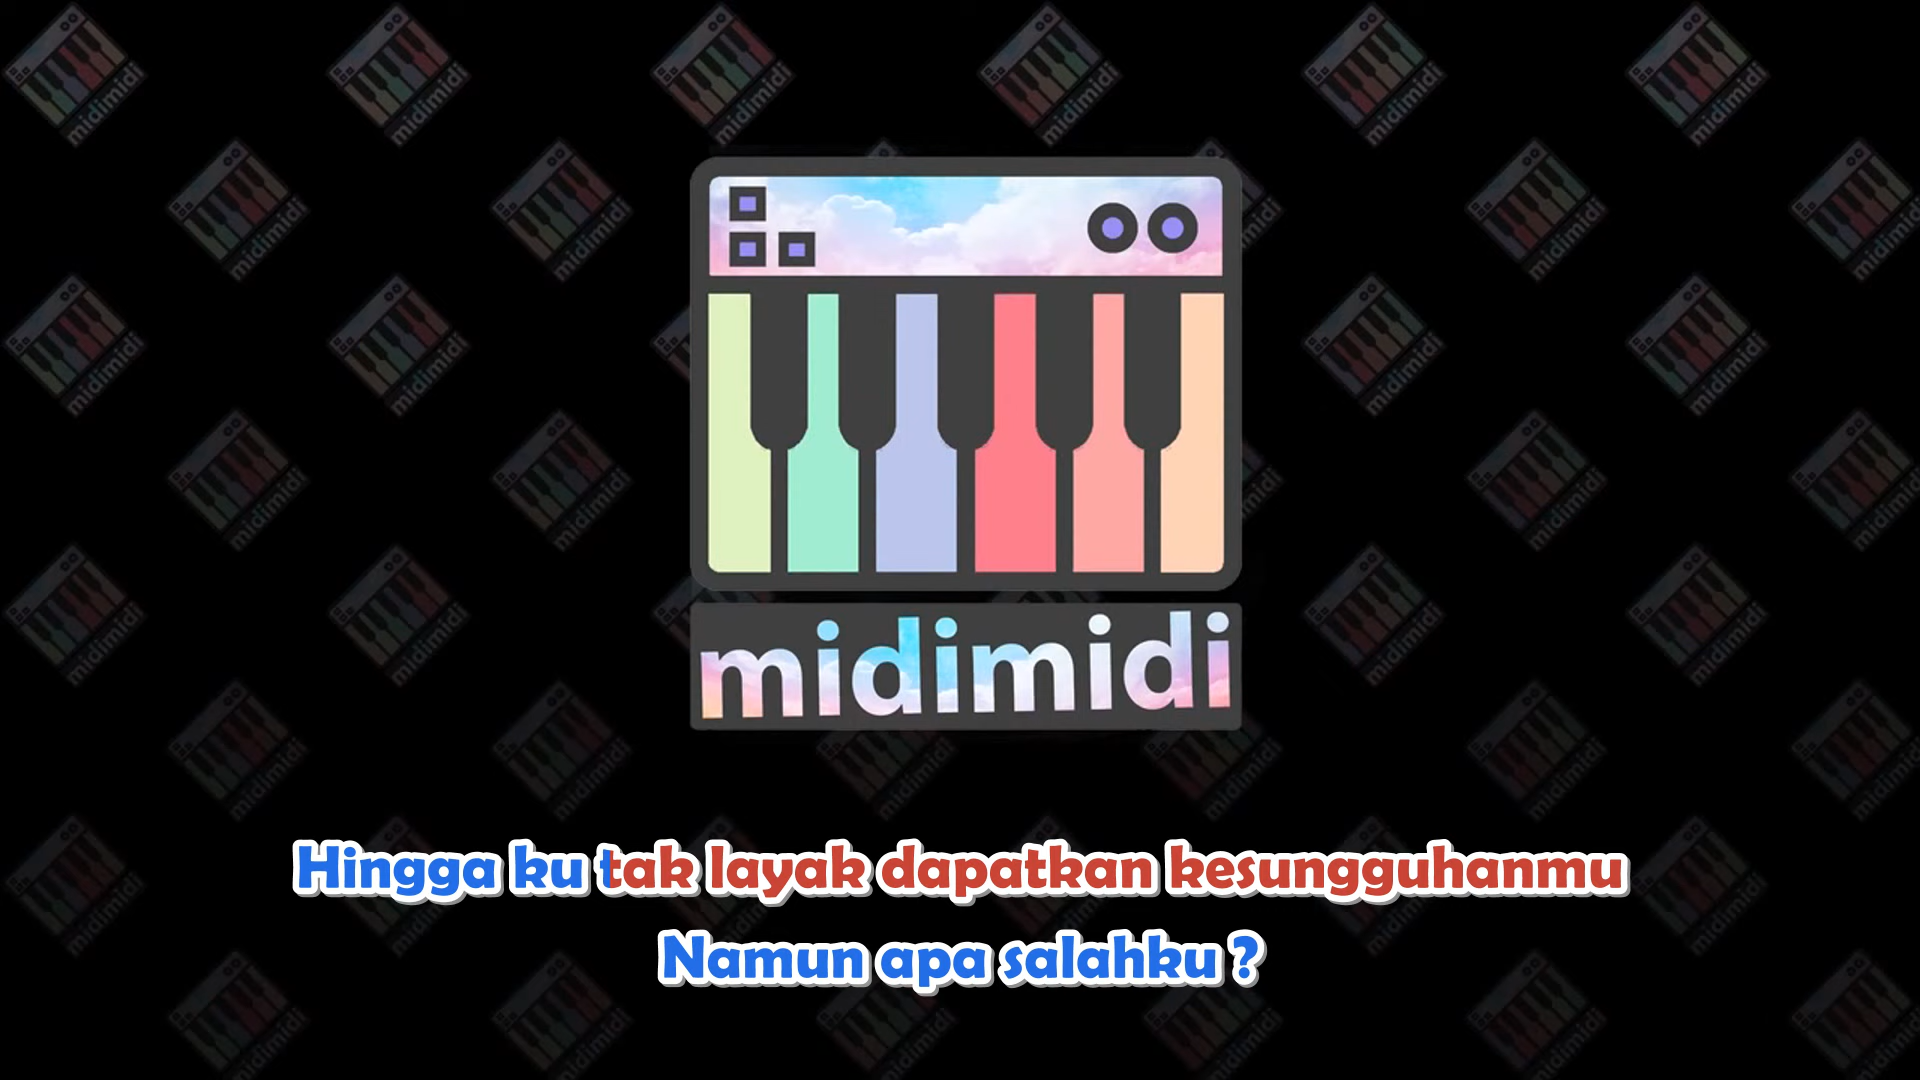 midimidi
Hingga ku tak layak dapatkan kesungguhanmu
Namun apa salahku ?